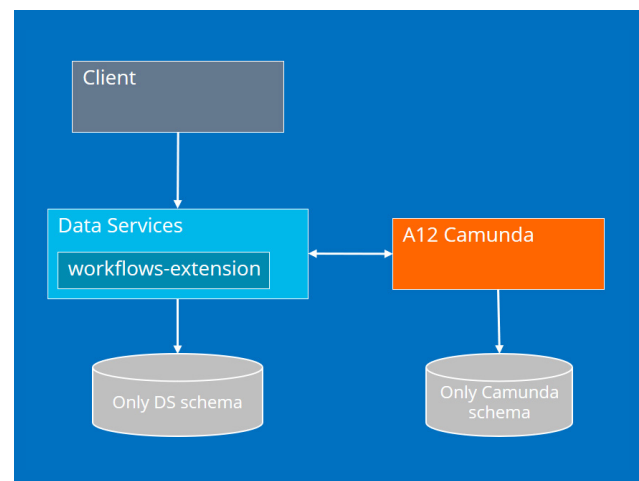 Client
Data Services
workflows-extension
A12 Camunda
Only DS schema
Only Camunda
schema